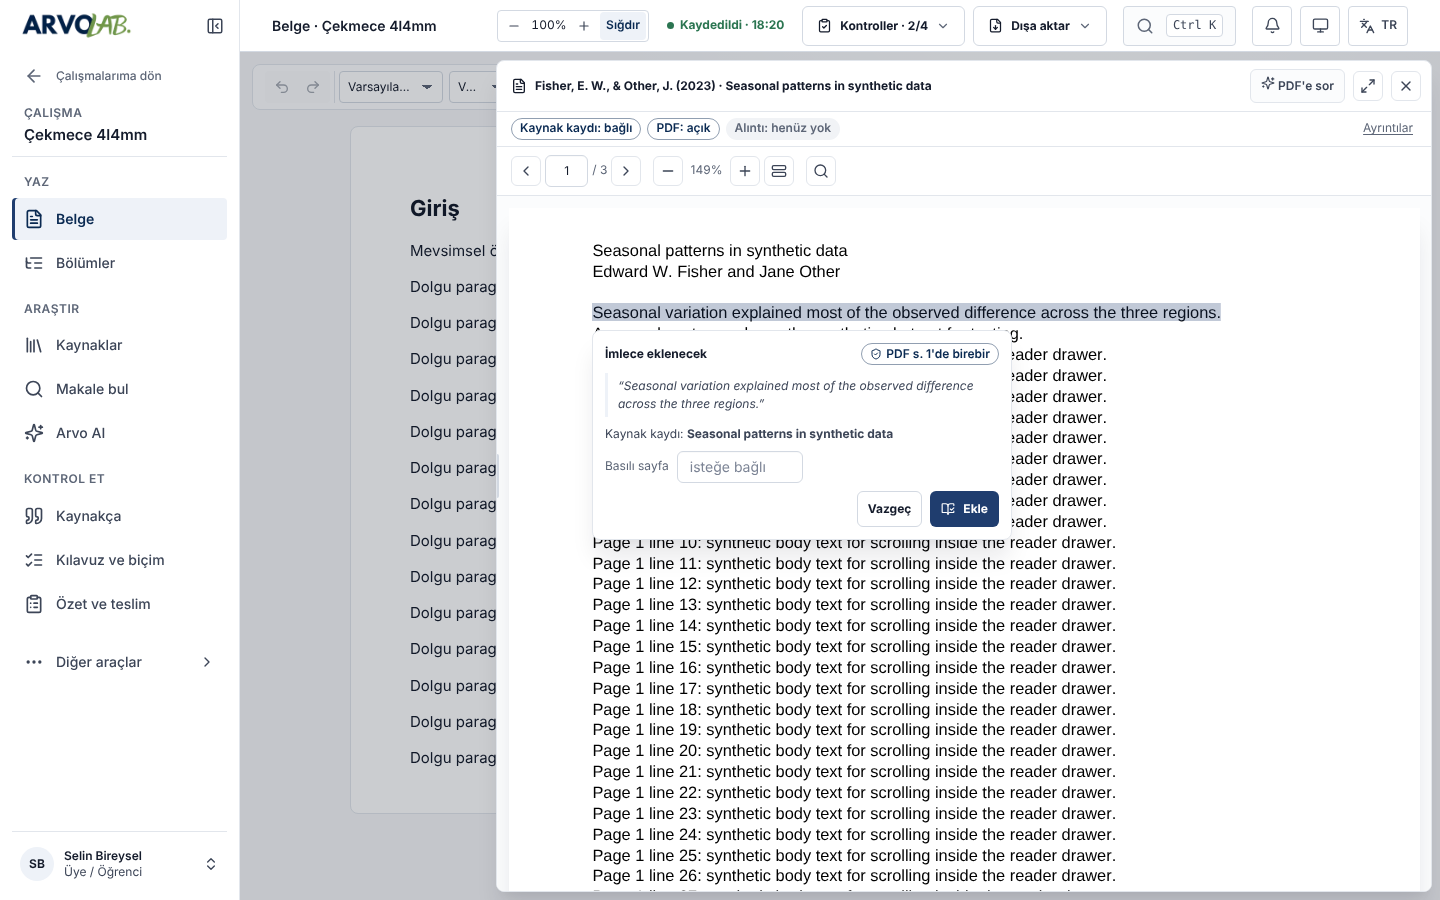 ARVOLAB.
Çalışmalarıma dön
ÇALIŞMA
Çekmece 4l4mm
YAZ
Belge
Bölümler
ARAŞTIR
Kaynaklar
Makale bul
Arvo AI
KONTROL ET
Kaynakça
Kılavuz ve biçim
Özet ve teslim
Diğer araçlar
SB
Selin Bireysel
Üye / Öğrenci
Belge · Çekmece 4l4mm
100%
Sığdır
Kaydedildi · 18:20
Kontroller · 2/4
Dışa aktar
Ctrl K
TR
Varsayıla...
V...
Giriş
Mevsimsel ö
Dolgu parag
Dolgu parag
Dolgu parag
Dolgu parag
Dolgu parag
Dolgu parag
Dolgu parag
Dolgu parag
Dolgu parag
Dolgu parag
Dolgu parag
Dolgu parag
Dolgu parag
Dolgu parag
Fisher, E. W., & Other, J. (2023) · Seasonal patterns in synthetic data
PDF'e sor
Kaynak kaydı: bağlı
PDF: açık
Alıntı: henüz yok
Ayrıntılar
1 / 3
149%
Seasonal patterns in synthetic data
Edward W. Fisher and Jane Other
Seasonal variation explained most of the observed difference across the three regions.
İmlece eklenecek
PDF s. 1'de birebir
“Seasonal variation explained most of the observed difference
across the three regions.”
Kaynak kaydı: Seasonal patterns in synthetic data
Basılı sayfa
isteğe bağlı
Vazgeç
Ekle
eader drawer.
eader drawer.
eader drawer.
eader drawer.
eader drawer.
eader drawer.
eader drawer.
eader drawer.
eader drawer.
Page 1 line 10: synthetic body text for scrolling inside the reader drawer.
Page 1 line 11: synthetic body text for scrolling inside the reader drawer.
Page 1 line 12: synthetic body text for scrolling inside the reader drawer.
Page 1 line 13: synthetic body text for scrolling inside the reader drawer.
Page 1 line 14: synthetic body text for scrolling inside the reader drawer.
Page 1 line 15: synthetic body text for scrolling inside the reader drawer.
Page 1 line 16: synthetic body text for scrolling inside the reader drawer.
Page 1 line 17: synthetic body text for scrolling inside the reader drawer.
Page 1 line 18: synthetic body text for scrolling inside the reader drawer.
Page 1 line 19: synthetic body text for scrolling inside the reader drawer.
Page 1 line 20: synthetic body text for scrolling inside the reader drawer.
Page 1 line 21: synthetic body text for scrolling inside the reader drawer.
Page 1 line 22: synthetic body text for scrolling inside the reader drawer.
Page 1 line 23: synthetic body text for scrolling inside the reader drawer.
Page 1 line 24: synthetic body text for scrolling inside the reader drawer.
Page 1 line 25: synthetic body text for scrolling inside the reader drawer.
Page 1 line 26: synthetic body text for scrolling inside the reader drawer.